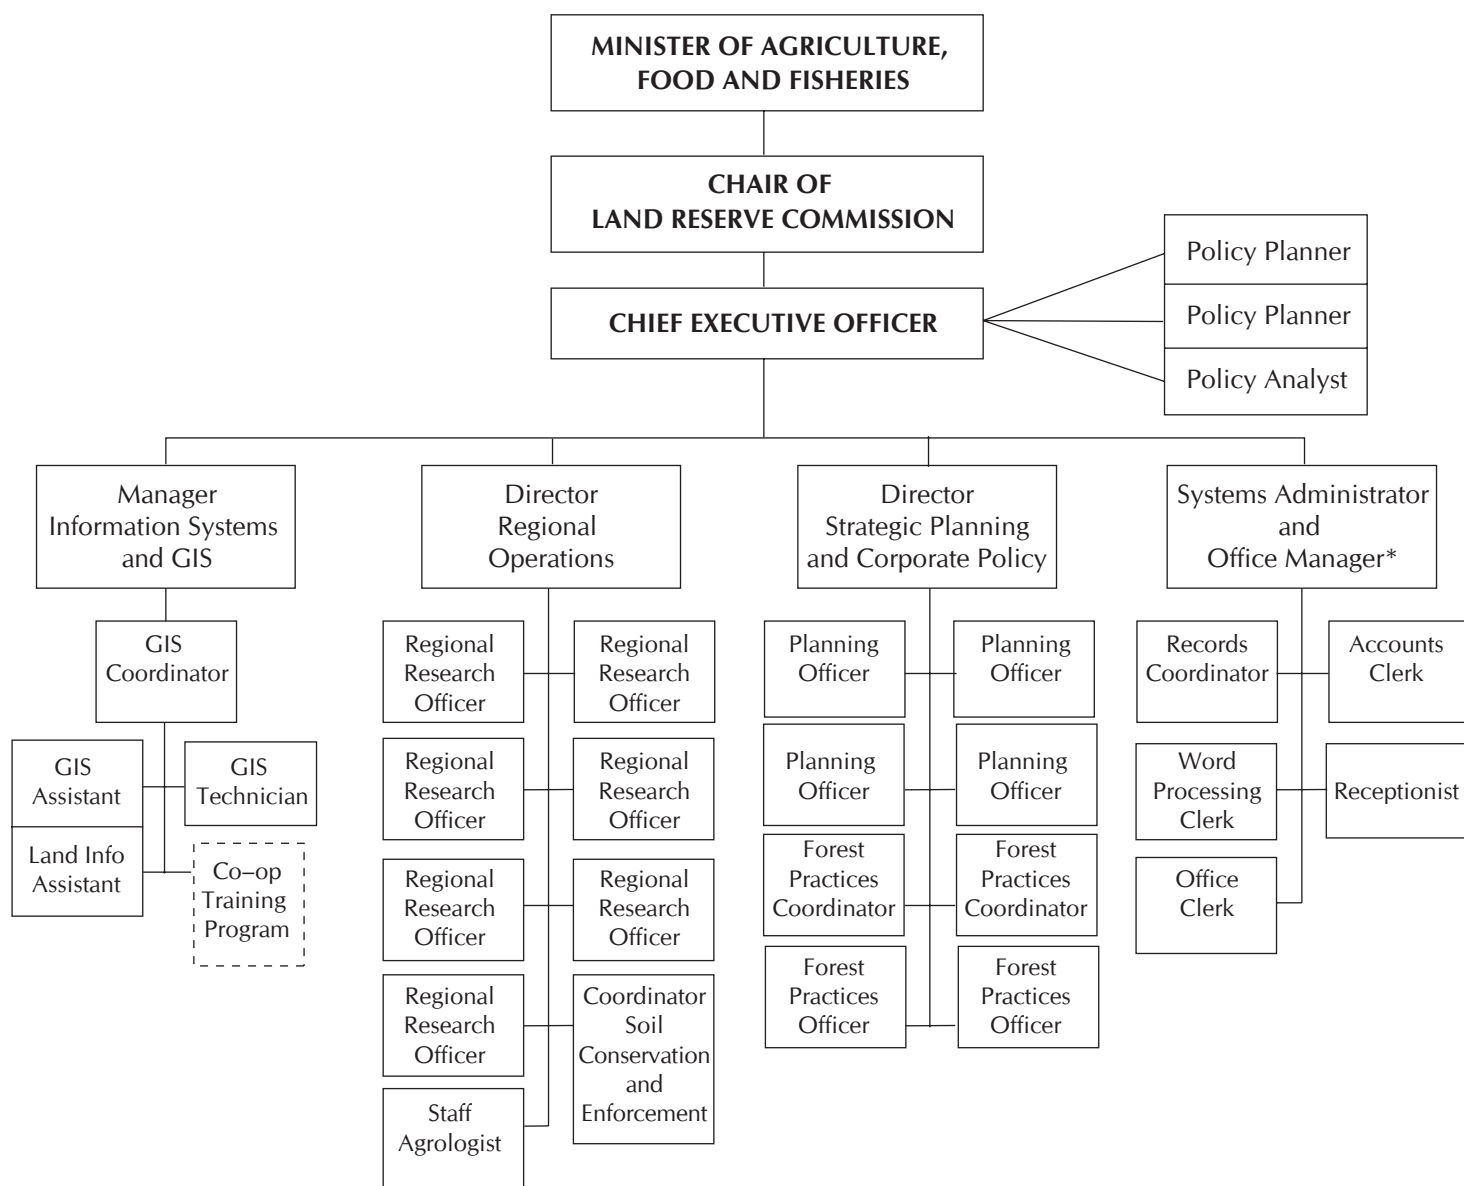 MINISTER OF AGRICULTURE,
FOOD AND FISHERIES
CHAIR OF
LAND RESERVE COMMISSION
CHIEF EXECUTIVE OFFICER
Policy Planner
Policy Planner
Policy Analyst
Manager
Information Systems
and GIS
GIS
Coordinator
GIS
Assistant
GIS
Technician
Land Info
Assistant
Co–op
Training
Program
Director
Regional
Operations
Regional
Research
Officer
Regional
Research
Officer
Regional
Research
Officer
Regional
Research
Officer
Regional
Research
Officer
Regional
Research
Officer
Regional
Research
Officer
Coordinator
Soil
Conservation
and
Enforcement
Staff
Agrologist
Director
Strategic Planning
and Corporate Policy
Planning
Officer
Planning
Officer
Planning
Officer
Planning
Officer
Forest
Practices
Coordinator
Forest
Practices
Coordinator
Forest
Practices
Officer
Forest
Practices
Officer
Systems Administrator
and
Office Manager*
Records
Coordinator
Accounts
Clerk
Word
Processing
Clerk
Receptionist
Office
Clerk